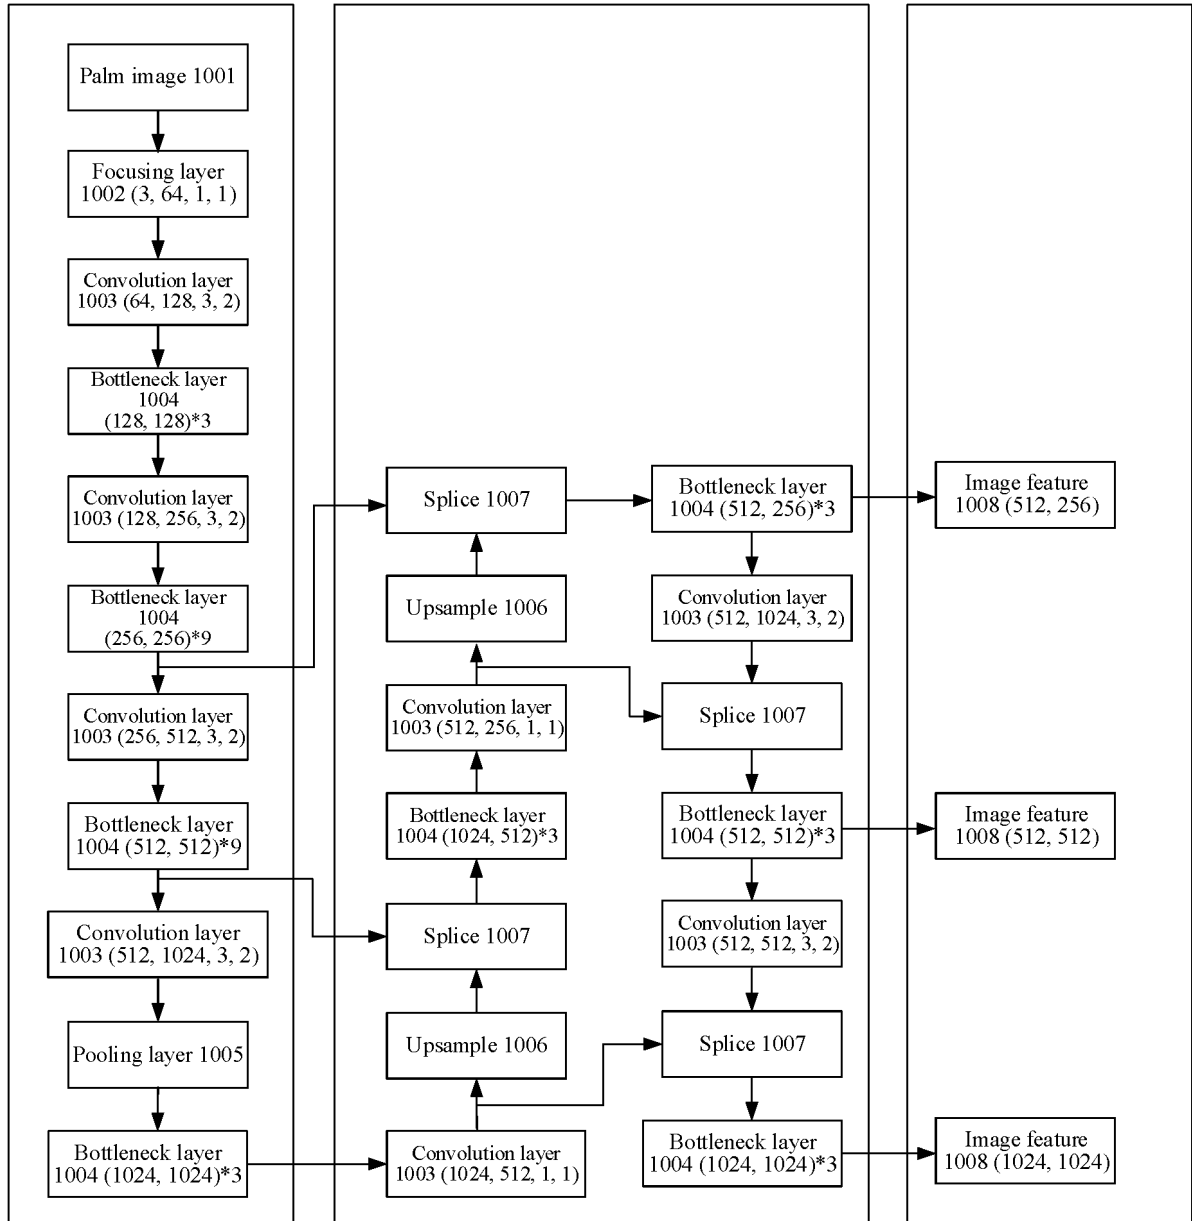 Palm image 1001
Focusing layer
1002 (3, 64, 1, 1)
Convolution layer
1003 (64, 128, 3, 2)
Bottleneck layer
1004
(128, 128)*3
Convolution layer
1003 (128, 256, 3, 2)
Bottleneck layer
1004
(256, 256)*9
Convolution layer
1003 (256, 512, 3, 2)
Bottleneck layer
1004 (512, 512)*9
Convolution layer
1003 (512, 1024, 3, 2)
Pooling layer 1005
Bottleneck layer
1004 (1024, 1024)*3
Splice 1007
Upsample 1006
Convolution layer
1003 (512, 256, 1, 1)
Bottleneck layer
1004 (1024, 512)*3
Splice 1007
Upsample 1006
Convolution layer
1003 (1024, 512, 1, 1)
Bottleneck layer
1004 (512, 256)*3
Convolution layer
1003 (512, 1024, 3, 2)
Splice 1007
Bottleneck layer
1004 (512, 512)*3
Convolution layer
1003 (512, 512, 3, 2)
Splice 1007
Bottleneck layer
1004 (1024, 1024)*3
Image feature
1008 (512, 256)
Image feature
1008 (512, 512)
Image feature
1008 (1024, 1024)